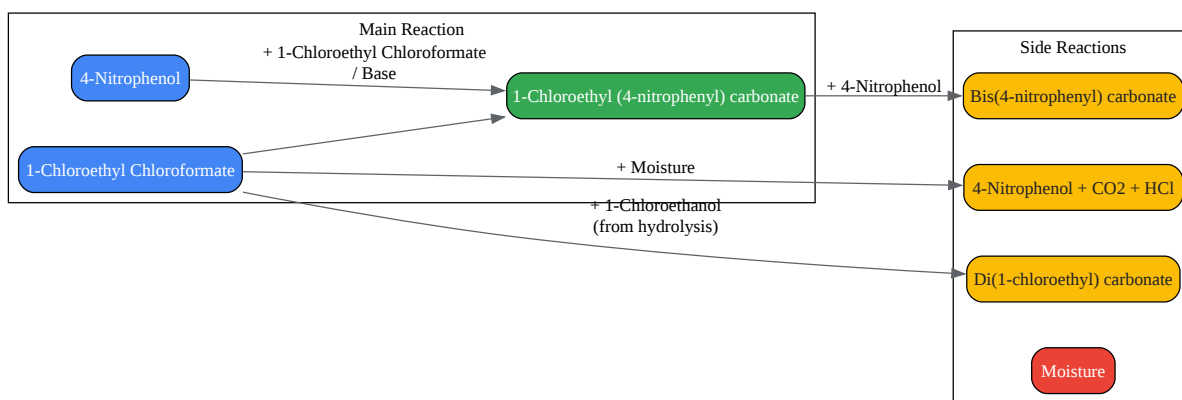 Main Reaction
+ 1-Chloroethyl Chloroformate
/ Base
4-Nitrophenol
1-Chloroethyl (4-nitrophenyl) carbonate
1-Chloroethyl Chloroformate
+ 4-Nitrophenol
+ Moisture
+ 1-Chloroethanol
(from hydrolysis)
Side Reactions
Bis(4-nitrophenyl) carbonate
4-Nitrophenol + CO2 + HCl
Di(1-chloroethyl) carbonate
Moisture